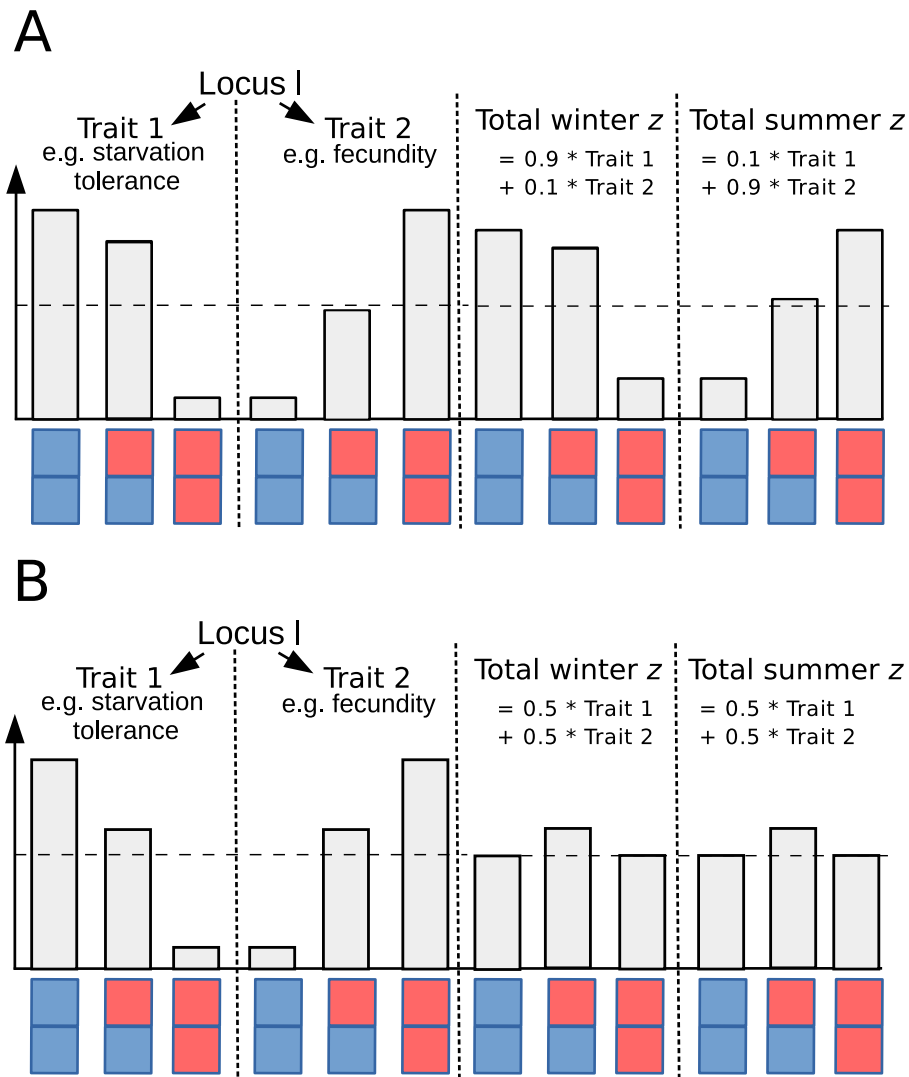 A
Locus l
Trait 1
e.g. starvation
tolerance
Trait 2
e.g. fecundity
Total winter z
= 0.9 * Trait 1
+ 0.1 * Trait 2
Total summer z
= 0.1 * Trait 1
+ 0.9 * Trait 2
B
Locus l
Trait 1
e.g. starvation
tolerance
Trait 2
e.g. fecundity
Total winter z
= 0.5 * Trait 1
+ 0.5 * Trait 2
Total summer z
= 0.5 * Trait 1
+ 0.5 * Trait 2